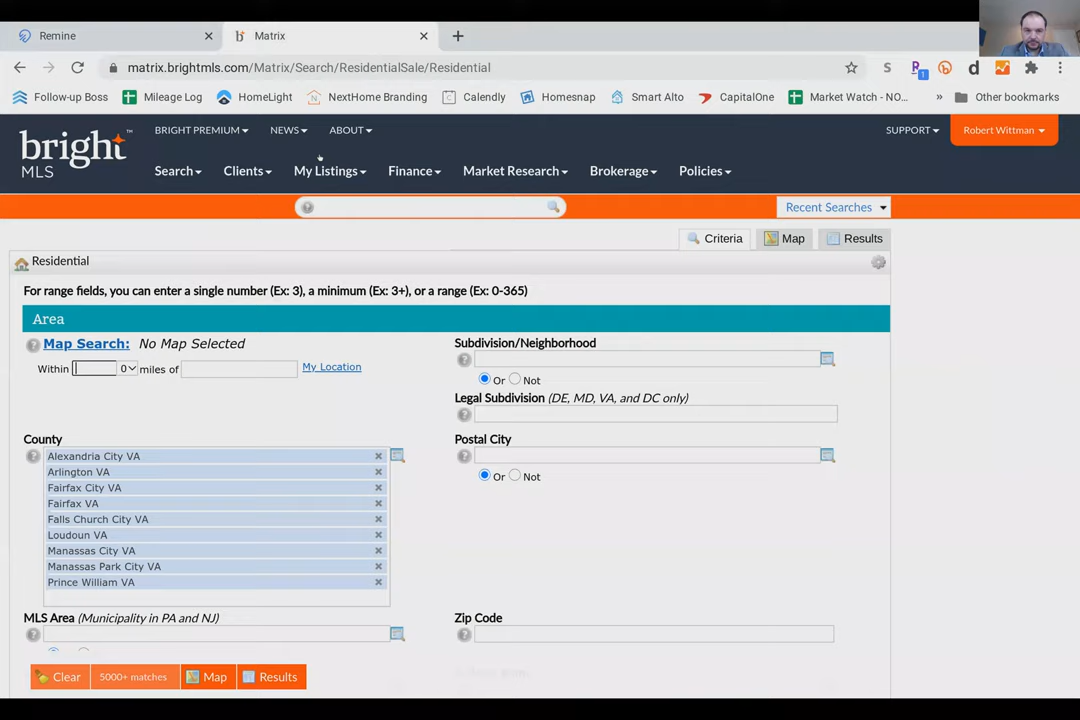 Remine
Matrix
matrix.brightmls.com/Matrix/Search/ResidentialSale/Residential
S
1
d
Follow-up Boss
Mileage Log
HomeLight
NextHome Branding
Calendly
Homesnap
Smart Alto
CapitalOne
Market Watch - NO...
»
Other bookmarks
bright™
MLS
BRIGHT PREMIUM
NEWS
ABOUT
SUPPORT
Robert Wittman
Search
Clients
My Listings
Finance
Market Research
Brokerage
Policies
Recent Searches
Criteria
Map
Results
Residential
For range fields, you can enter a single number (Ex: 3), a minimum (Ex: 3+), or a range (Ex: 0-365)
Area
Map Search: No Map Selected
Within 0 miles of My Location
Subdivision/Neighborhood
Or Not
Legal Subdivision (DE, MD, VA, and DC only)
County
Alexandria City VA
Arlington VA
Fairfax City VA
Fairfax VA
Falls Church City VA
Loudoun VA
Manassas City VA
Manassas Park City VA
Prince William VA
Postal City
Or Not
MLS Area (Municipality in PA and NJ)
Zip Code
Clear
5000+ matches
Map
Results